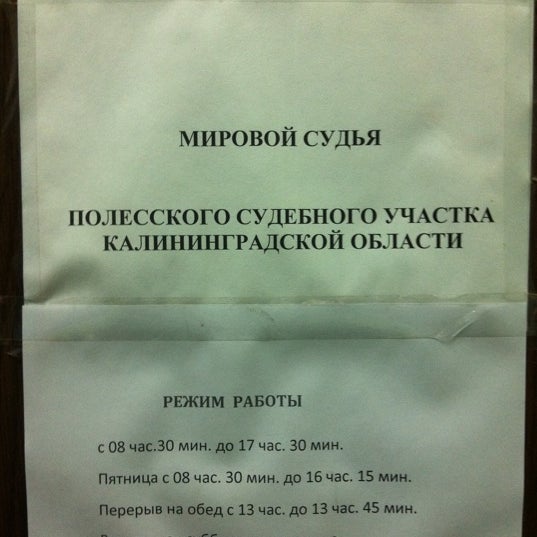 МИРОВОЙ СУДЬЯ
ПОЛЕССКОГО СУДЕБНОГО УЧАСТКА
КАЛИНИНГРАДСКОЙ ОБЛАСТИ
РЕЖИМ РАБОТЫ
с 08 час.30 мин. до 17 час. 30 мин.
Пятница с 08 час. 30 мин. до 16 час. 15 мин.
Перерыв на обед с 13 час. до 13 час. 45 мин.